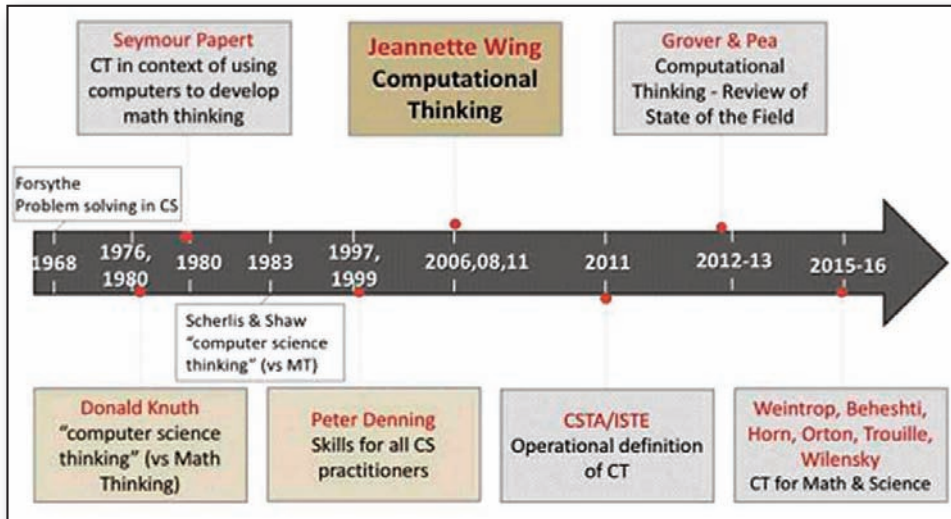 Seymour Papert
CT in context of using
computers to develop
math thinking
Jeannette Wing
Computational
Thinking
Grover & Pea
Computational
Thinking - Review of
State of the Field
Forsythe
Problem solving in CS
1968
1976,
1980
1980
1983
1997,
1999
2006,08,11
2011
2012-13
2015-16
Scherlis & Shaw
“computer science
thinking” (vs MT)
Donald Knuth
“computer science
thinking” (vs Math
Thinking)
Peter Denning
Skills for all CS
practitioners
CSTA/ISTE
Operational definition
of CT
Weintrop, Beheshti,
Horn, Orton, Trouille,
Wilensky
CT for Math & Science